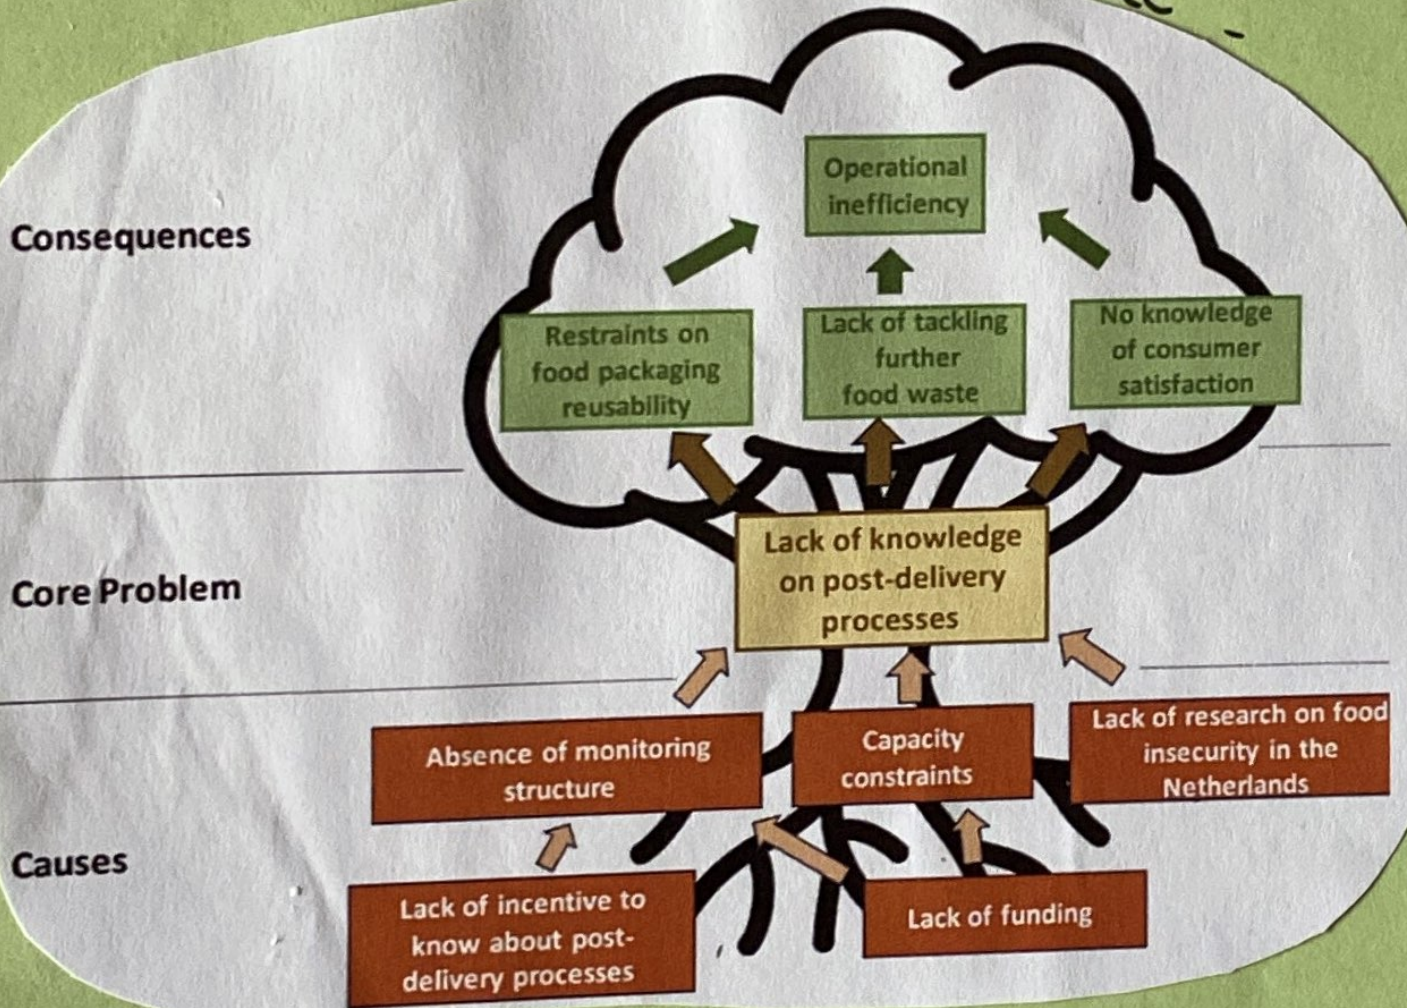 Operational
inefficiency
Consequences
Restraints on
food packaging
reusability
Lack of tackling
further
food waste
No knowledge
of consumer
satisfaction
Core Problem
Lack of knowledge
on post-delivery
processes
Absence of monitoring
structure
Capacity
constraints
Lack of research on food
insecurity in the
Netherlands
Causes
Lack of incentive to
know about post-
delivery processes
Lack of funding